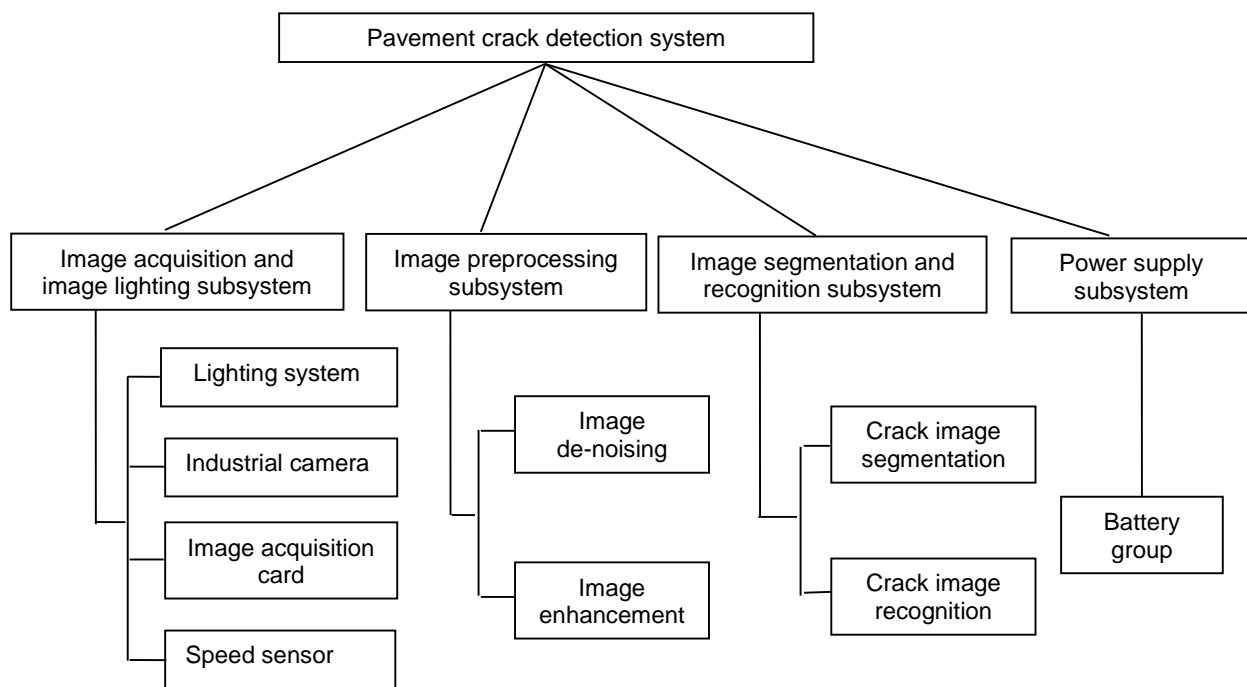 Pavement crack detection system
Image acquisition and
image lighting subsystem
Image preprocessing
subsystem
Image segmentation and
recognition subsystem
Power supply
subsystem
Lighting system
Industrial camera
Image acquisition
card
Speed sensor
Image
de-noising
Image
enhancement
Crack image
segmentation
Crack image
recognition
Battery
group